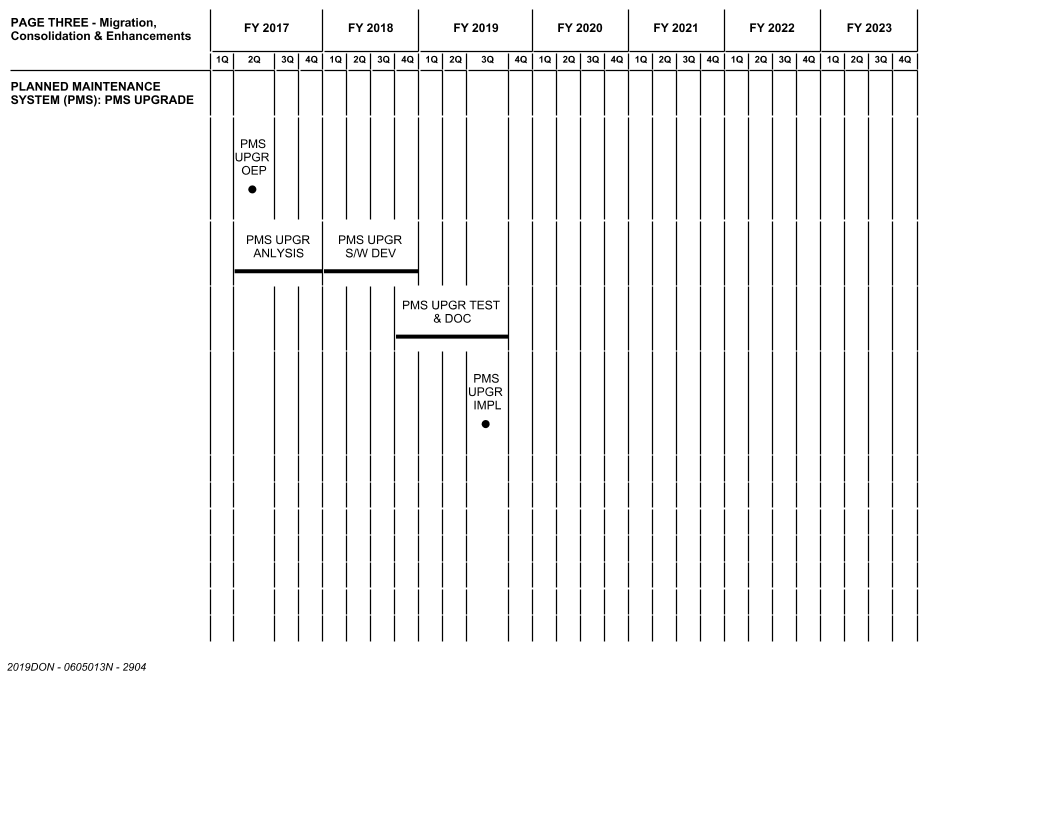 PAGE THREE - Migration,
Consolidation & Enhancements
FY 2017 FY 2018 FY 2019 FY 2020 FY 2021 FY 2022 FY 2023
1Q 2Q 3Q 4Q 1Q 2Q 3Q 4Q 1Q 2Q 3Q 4Q 1Q 2Q 3Q 4Q 1Q 2Q 3Q 4Q 1Q 2Q 3Q 4Q 1Q 2Q 3Q 4Q
PLANNED MAINTENANCE
SYSTEM (PMS): PMS UPGRADE
PMS
UPGR
OEP
PMS UPGR
ANLYSIS
PMS UPGR
S/W DEV
PMS UPGR TEST
& DOC
PMS
UPGR
IMPL
2019DON - 0605013N - 2904